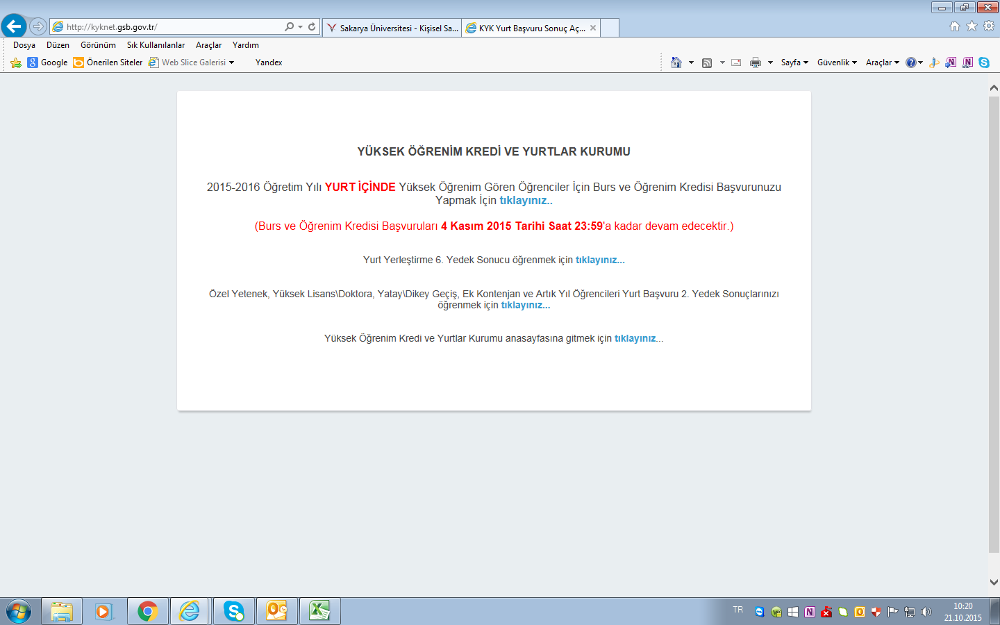 http://kyknet.gsb.gov.tr/
Sakarya Üniversitesi - Kişisel Sa...
KYK Yurt Başvuru Sonuç Aç...
Dosya Düzen Görünüm Sık Kullanılanlar Araçlar Yardım
Google Önerilen Siteler Web Slice Galerisi Yandex
Sayfa Güvenlik Araçlar
YÜKSEK ÖĞRENİM KREDİ VE YURTLAR KURUMU
2015-2016 Öğretim Yılı YURT İÇİNDE Yüksek Öğrenim Gören Öğrenciler İçin Burs ve Öğrenim Kredisi Başvurunuzu
Yapmak İçin tıklayınız..
(Burs ve Öğrenim Kredisi Başvuruları 4 Kasım 2015 Tarihi Saat 23:59'a kadar devam edecektir.)
Yurt Yerleştirme 6. Yedek Sonucu öğrenmek için tıklayınız...
Özel Yetenek, Yüksek Lisans\Doktora, Yatay\Dikey Geçiş, Ek Kontenjan ve Artık Yıl Öğrencileri Yurt Başvuru 2. Yedek Sonuçlarınızı
öğrenmek için tıklayınız...
Yüksek Öğrenim Kredi ve Yurtlar Kurumu anasayfasına gitmek için tıklayınız...
TR
10:20
21.10.2015